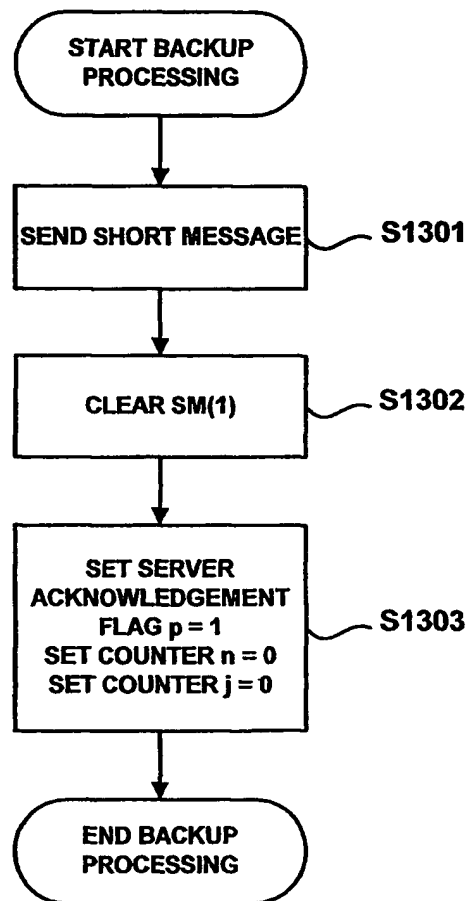 START BACKUP
PROCESSING
SEND SHORT MESSAGE
S1301
CLEAR SM(1)
S1302
SET SERVER
ACKNOWLEDGEMENT
FLAG p = 1
SET COUNTER n = 0
SET COUNTER j = 0
S1303
END BACKUP
PROCESSING